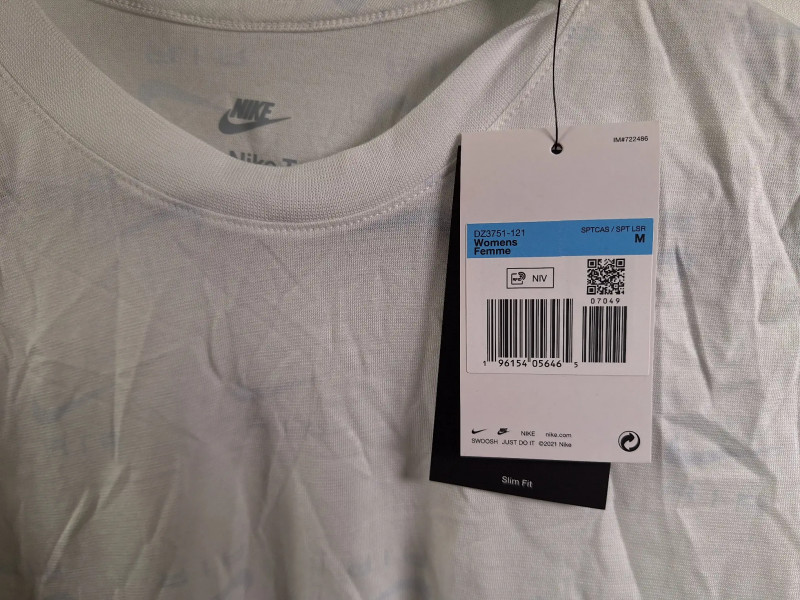 NIKE
Nike T
IM#722486
DZ3751-121
SPTCAS / SPT LSR
Womens
M
Femme
NIV
07049
1 96154 05646 5
NIKE nike.com
SWOOSH JUST DO IT ©2021 Nike
Slim Fit